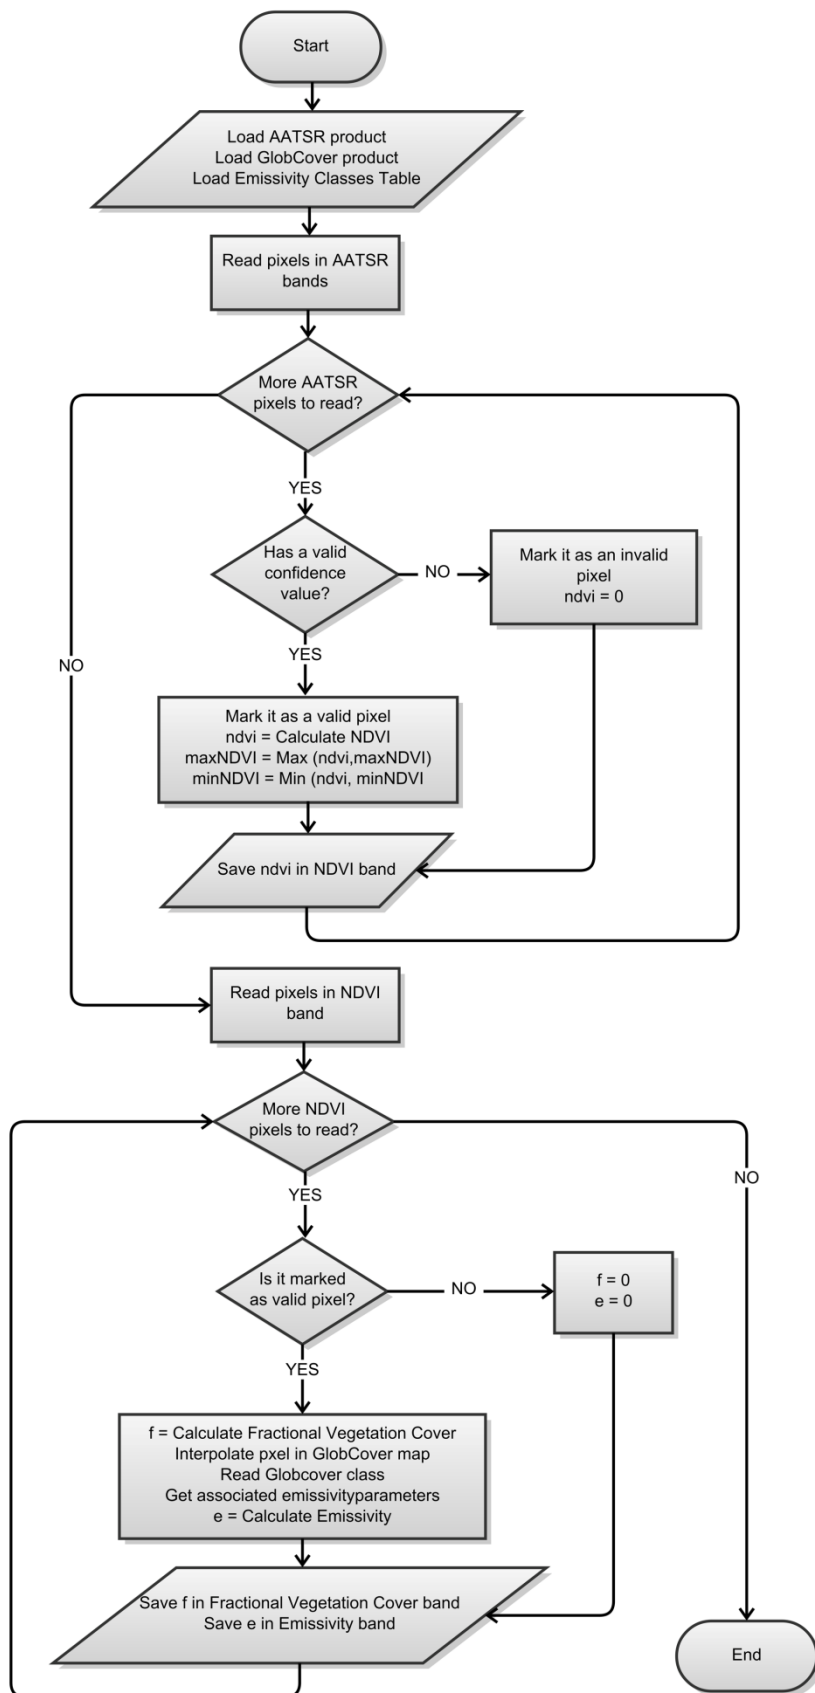 Start
Load AATSR product
Load GlobCover product
Load Emissivity Classes Table
Read pixels in AATSR
bands
More AATSR
pixels to read?
YES
Has a valid
confidence
value?
NO
Mark it as an invalid
pixel
ndvi = 0
YES
NO
Mark it as a valid pixel
ndvi = Calculate NDVI
maxNDVI = Max (ndvi,maxNDVI)
minNDVI = Min (ndvi, minNDVI
Save ndvi in NDVI band
Read pixels in NDVI
band
More NDVI
pixels to read?
YES
NO
Is it marked
as valid pixel?
NO
f = 0
e = 0
YES
f = Calculate Fractional Vegetation Cover
Interpolate pxel in GlobCover map
Read Globcover class
Get associated emissivityparameters
e = Calculate Emissivity
Save f in Fractional Vegetation Cover band
Save e in Emissivity band
End